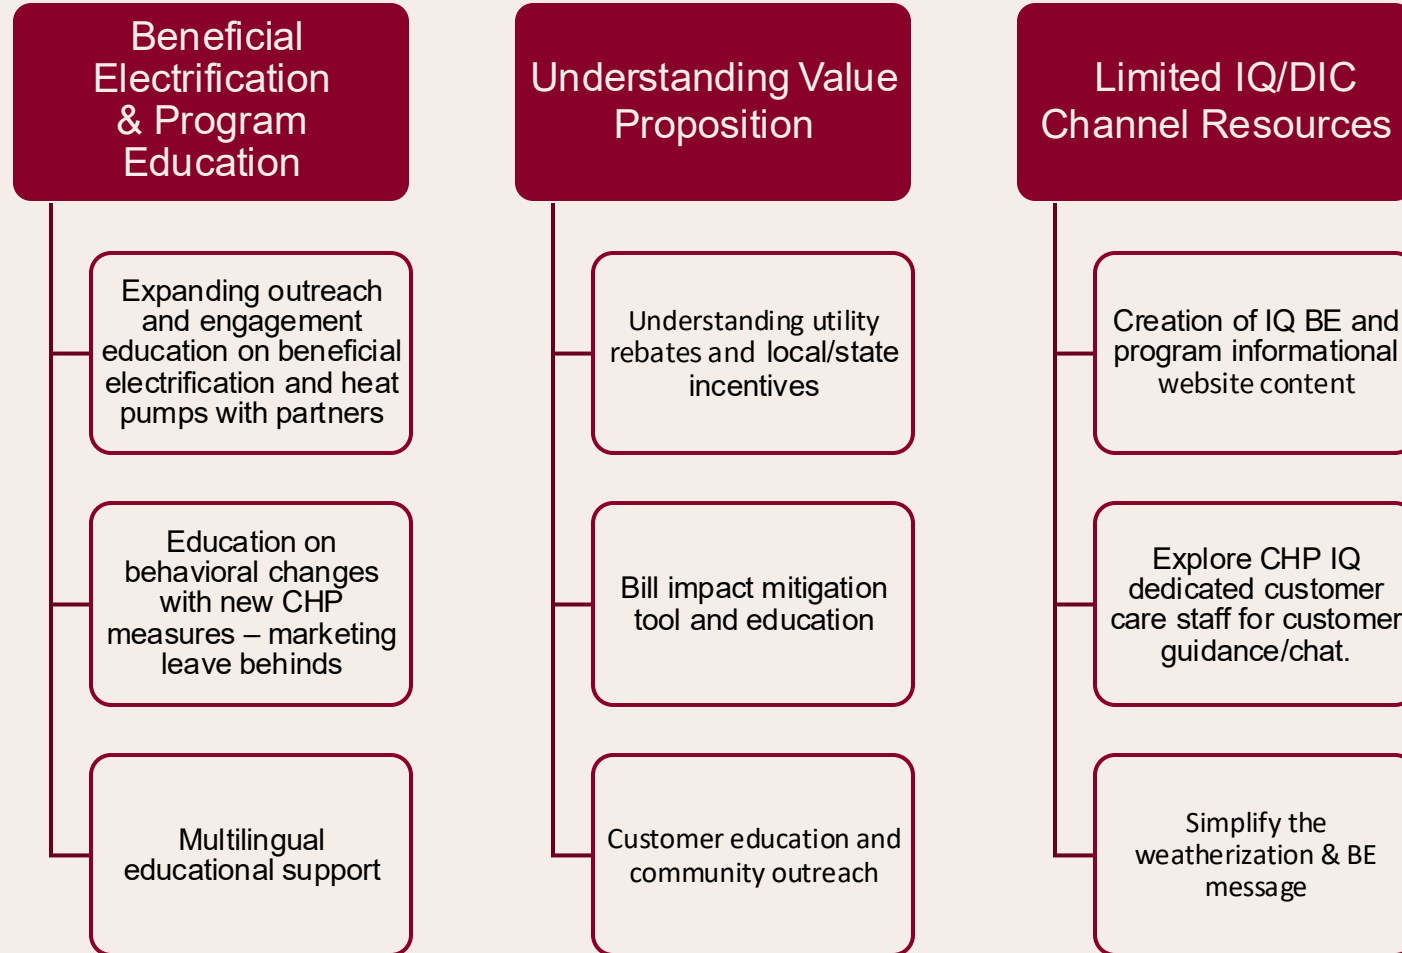 Beneficial
Electrification
& Program
Education
Expanding outreach
and engagement
education on beneficial
electrification and heat
pumps with partners
Education on
behavioral changes
with new CHP
measures – marketing
leave behinds
Multilingual
educational support
Understanding Value
Proposition
Understanding utility
rebates and local/state
incentives
Bill impact mitigation
tool and education
Customer education and
community outreach
Limited IQ/DIC
Channel Resources
Creation of IQ BE and
program informational
website content
Explore CHP IQ
dedicated customer
care staff for customer
guidance/chat.
Simplify the
weatherization & BE
message